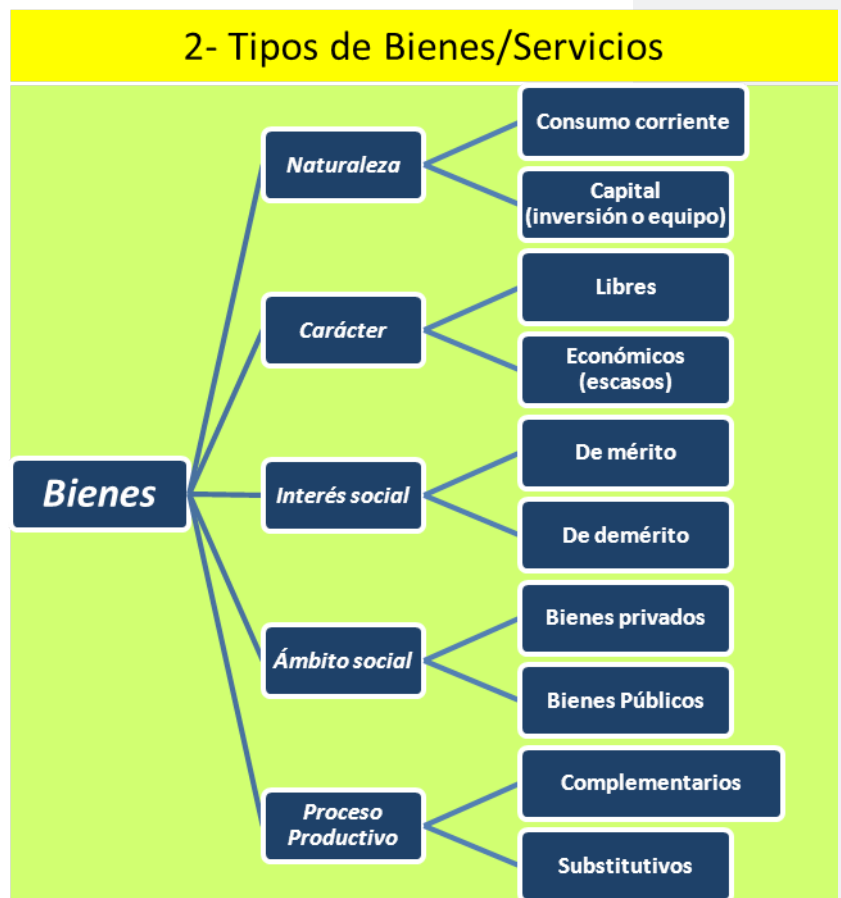 2- Tipos de Bienes/Servicios
Bienes
Naturaleza
Consumo corriente
Capital
(inversión o equipo)
Carácter
Libres
Económicos
(escasos)
Interés social
De mérito
De demérito
Ámbito social
Bienes privados
Bienes Públicos
Proceso
Productivo
Complementarios
Substitutivos